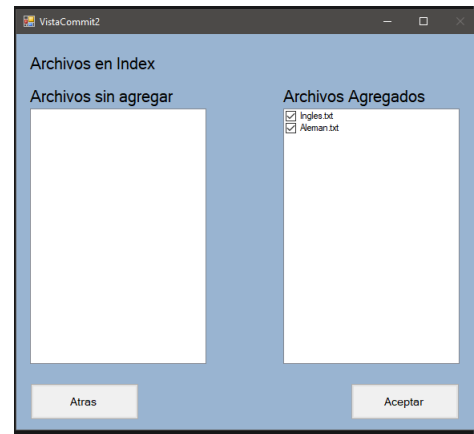 VistaCommit2
Archivos en Index
Archivos sin agregar
Archivos Agregados
Ingles.txt
Aleman.txt
Atras
Aceptar